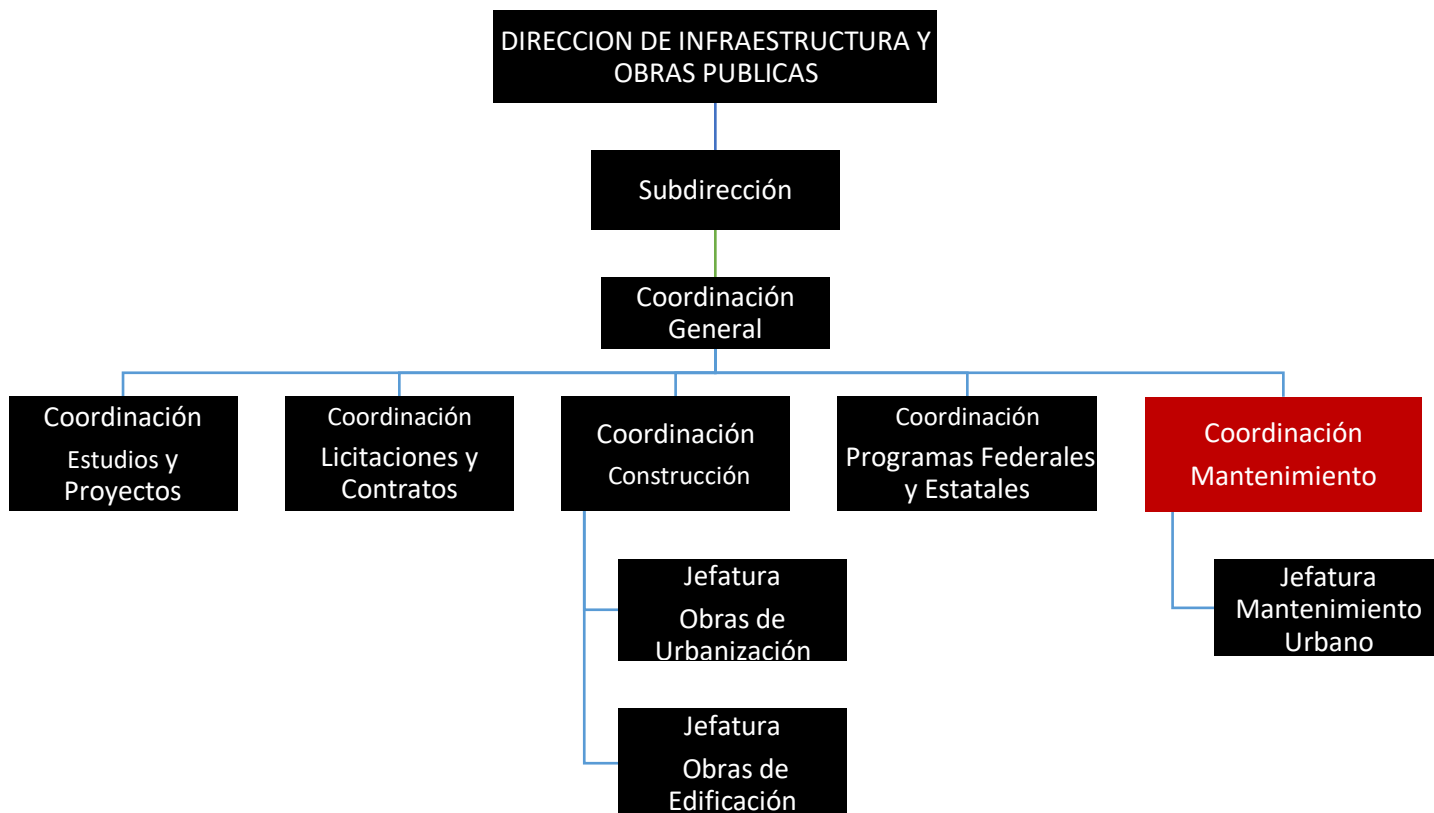 DIRECCION DE INFRAESTRUCTURA Y
OBRAS PUBLICAS
Subdirección
Coordinación
General
Coordinación
Estudios y
Proyectos
Coordinación
Licitaciones y
Contratos
Coordinación
Construcción
Coordinación
Programas Federales
y Estatales
Coordinación
Mantenimiento
Jefatura
Obras de
Urbanización
Jefatura
Mantenimiento
Urbano
Jefatura
Obras de
Edificación